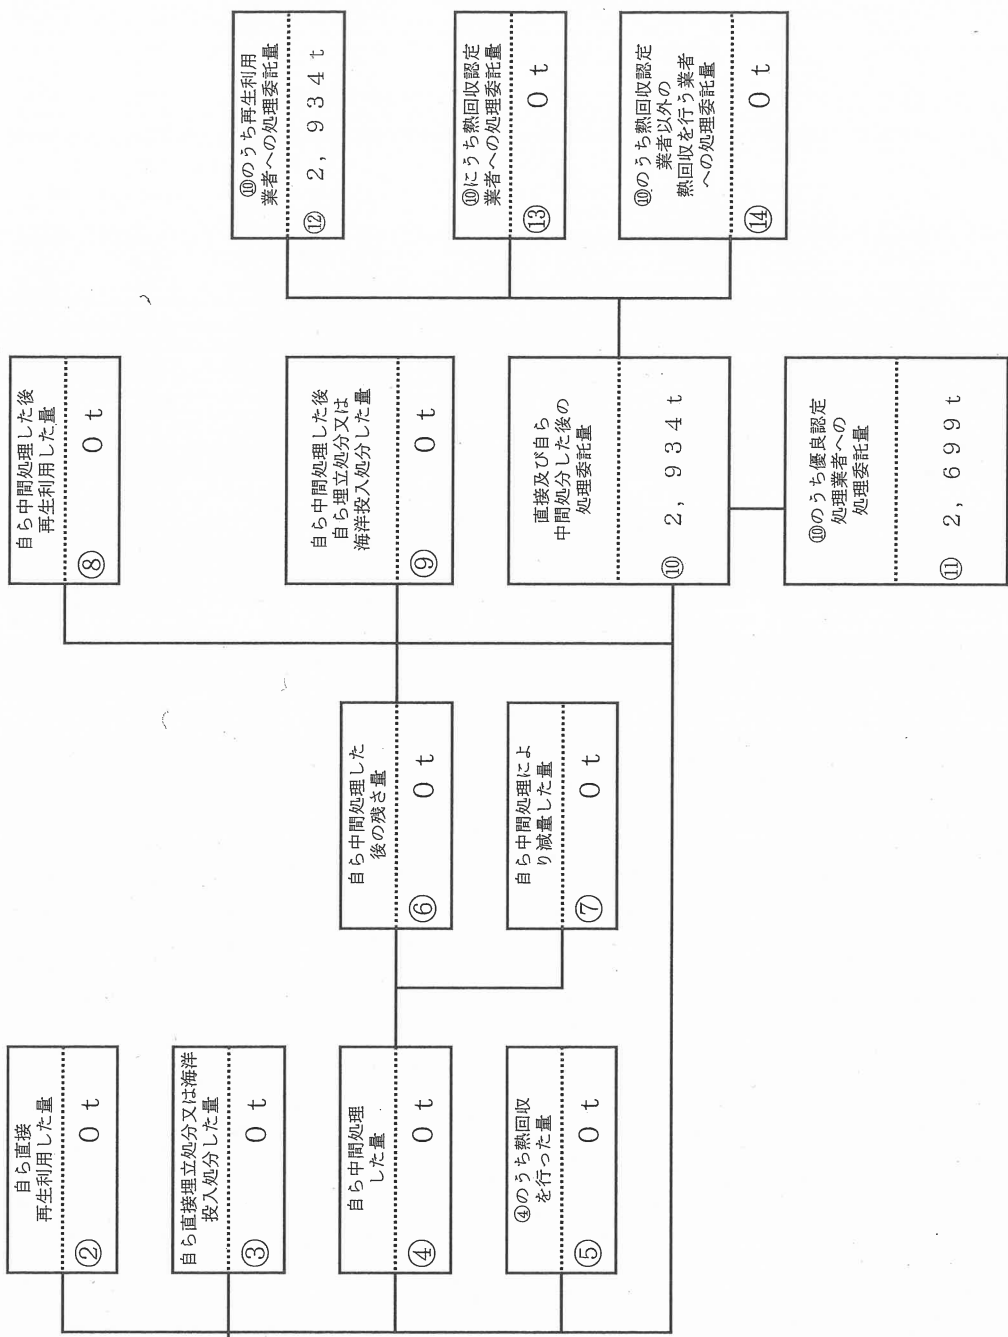 自ら直接
再生利用した量
② 0 t
自ら直接埋立処分又は海洋
投入処分した量
③ 0 t
自ら中間処理
した量
④ 0 t
④のうち熱回収
を行った量
⑤ 0 t
自ら中間処理した
後の残さ量
⑥ 0 t
自ら中間処理によ
り減量した量
⑦ 0 t
自ら中間処理した後
再生利用した量
⑧ 0 t
自ら中間処理した後
自ら埋立処分又は
海洋投入処分した量
⑨ 0 t
直接及び自ら
中間処分した後の
処理委託量
⑩ 2, 934t
⑩のうち優良認定
処理業者への
処理委託量
⑪ 2, 699t
⑩のうち再生利用
業者への処理委託量
⑫ 2, 934t
⑩にうち熱回収認定
業者への処理委託量
⑬ 0 t
⑩のうち熱回収認定
業者以外の
熱回収を行う業者
への処理委託量
⑭ 0 t